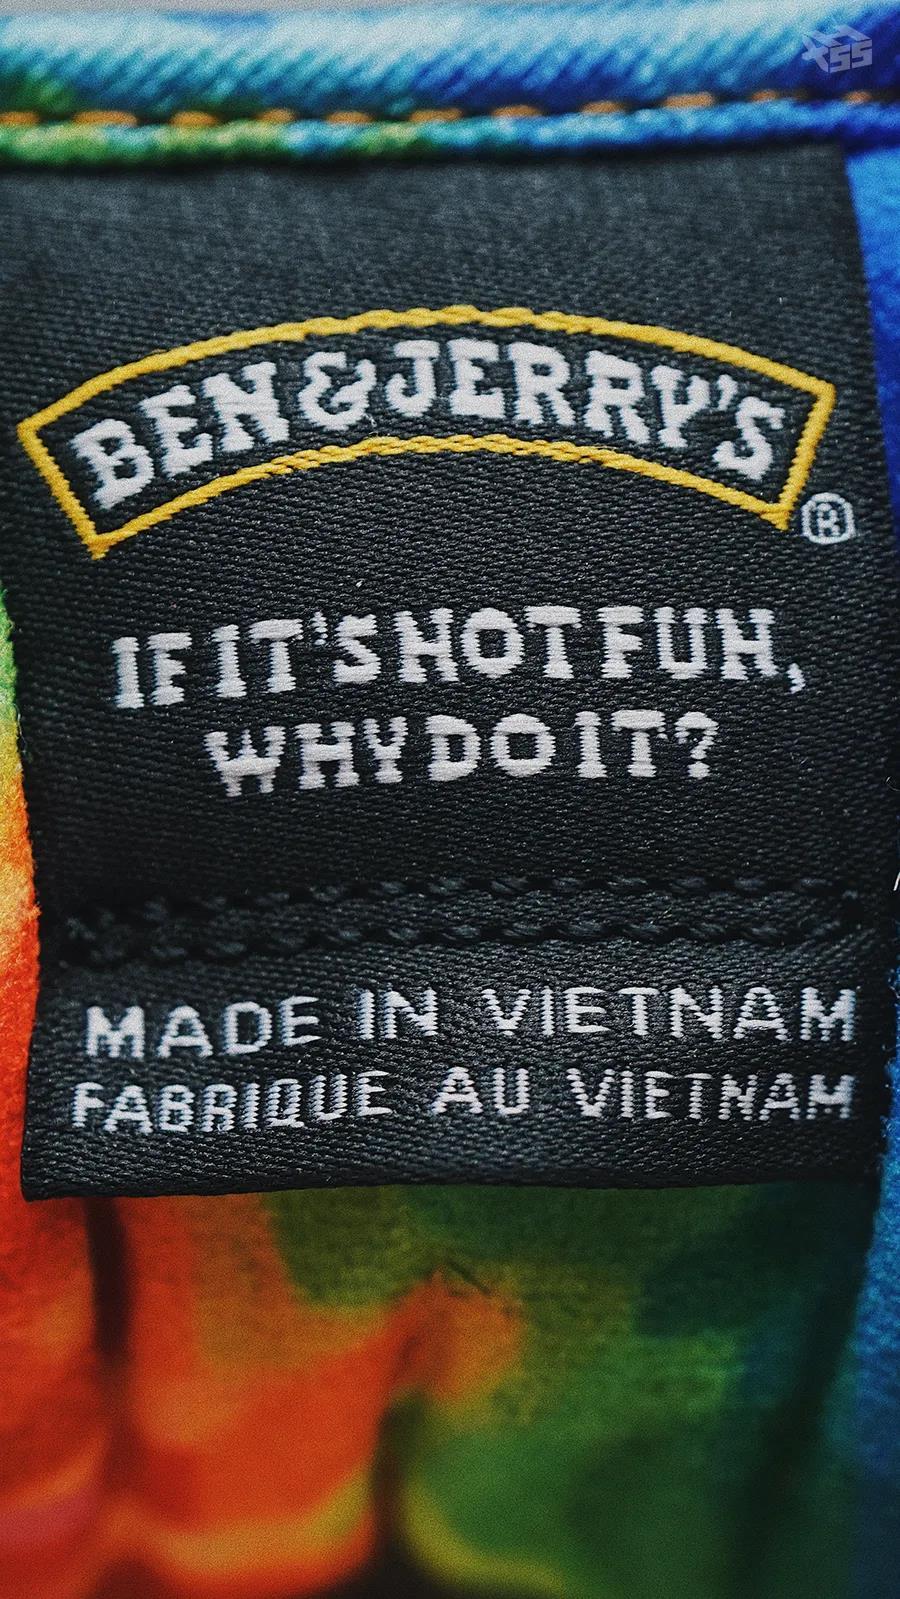 BEN & JERRY'S®
IF IT'S NOT FUN,
WHY DO IT?
MADE IN VIETNAM
FABRIQUE AU VIETNAM